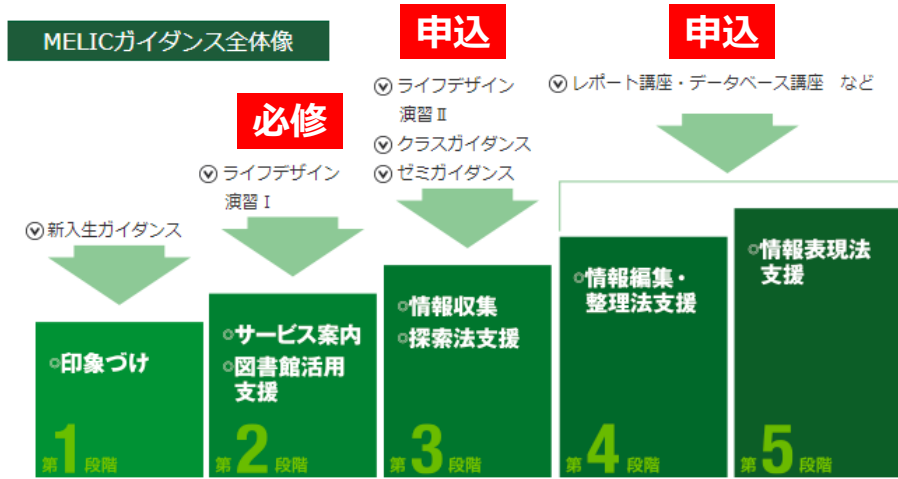 MELICガイダンス全体像
申込
申込
必修
ライフデザイン
演習Ⅱ
クラスガイダンス
ゼミガイダンス
レポート講座・データベース講座　など
ライフデザイン
演習Ⅰ
新入生ガイダンス
印象づけ
第1段階
サービス案内
図書館活用
支援
第2段階
情報収集
探索法支援
第3段階
情報編集・
整理法支援
第4段階
情報表現法
支援
第5段階